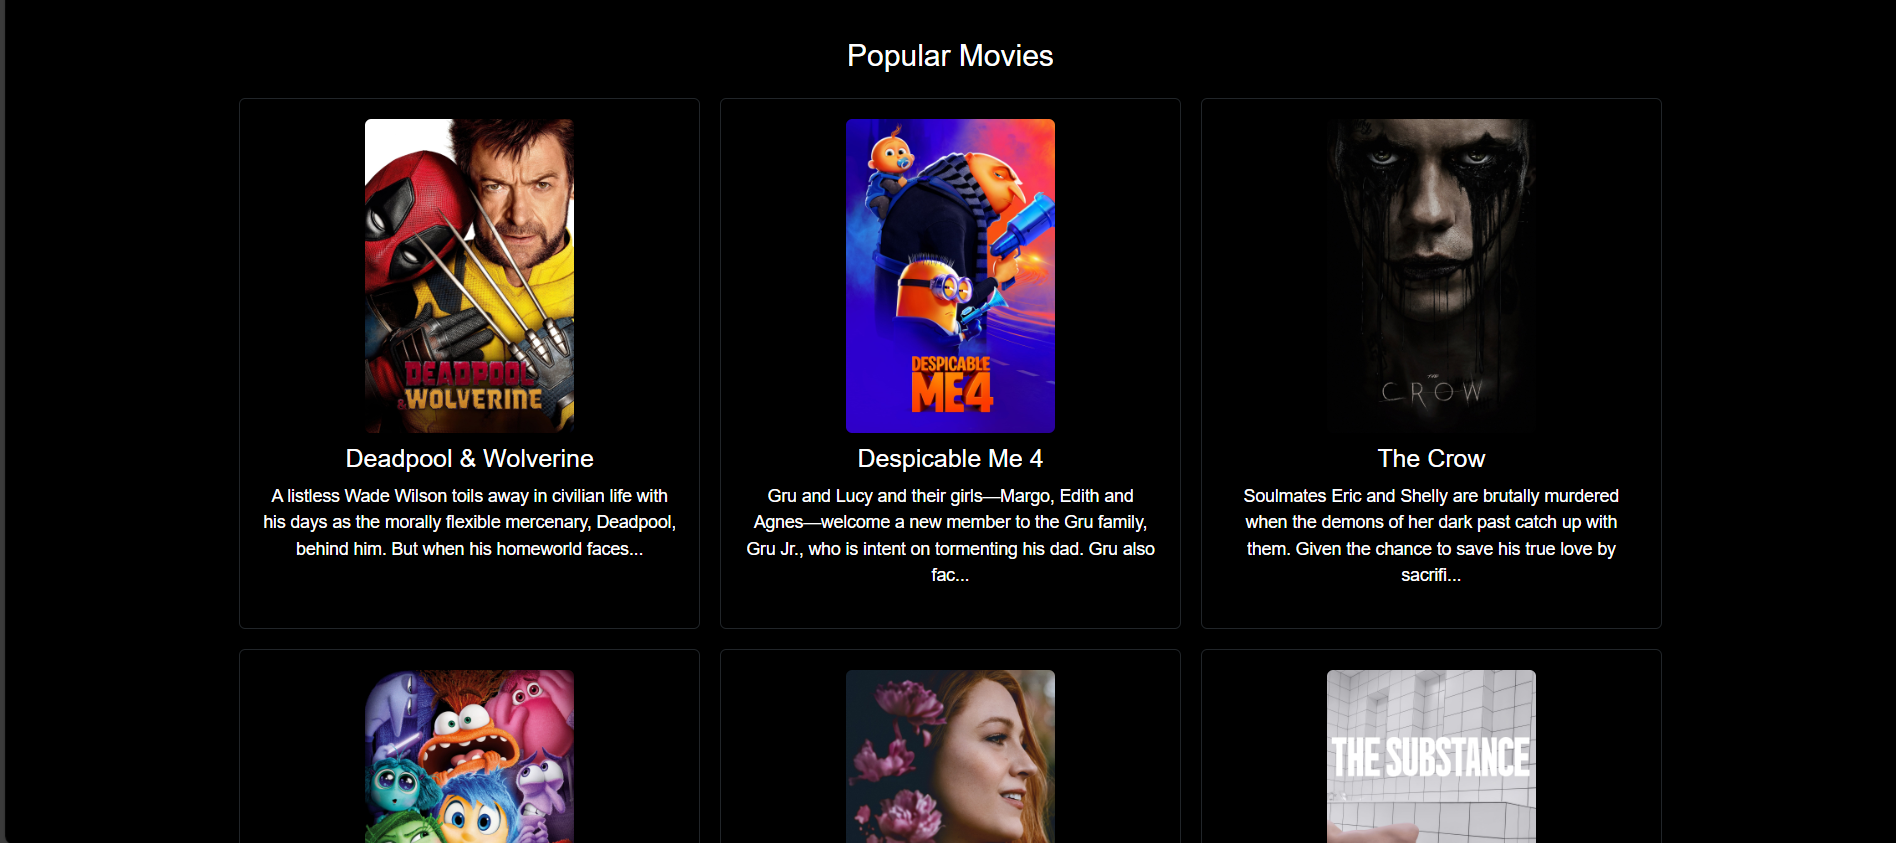 Popular Movies
DEADPOOL
& WOLVERINE
DESPICABLE
ME 4
THE
CROW
Deadpool & Wolverine
A listless Wade Wilson toils away in civilian life with
his days as the morally flexible mercenary, Deadpool,
behind him. But when his homeworld faces...
Despicable Me 4
Gru and Lucy and their girls—Margo, Edith and
Agnes—welcome a new member to the Gru family,
Gru Jr., who is intent on tormenting his dad. Gru also
fac...
The Crow
Soulmates Eric and Shelly are brutally murdered
when the demons of her dark past catch up with
them. Given the chance to save his true love by
sacrifi...
THE SUBSTANCE